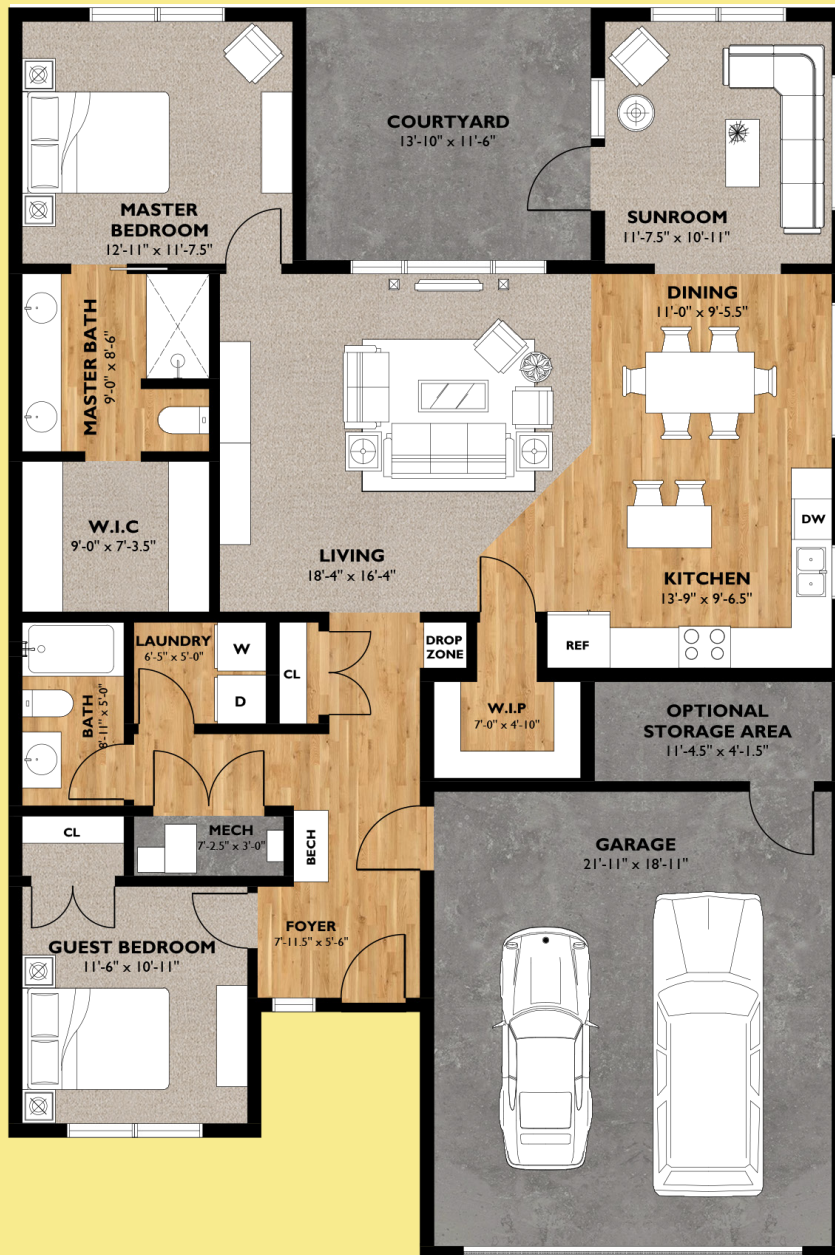 COURTYARD
13'-10" x 11'-6"
MASTER
BEDROOM
12'-11" x 11'-7.5"
SUNROOM
11'-7.5" x 10'-11"
DINING
11'-0" x 9'-5.5"
MASTER BATH
9'-0" x 8'-6"
W.I.C
9'-0" x 7'-3.5"
DW
LIVING
18'-4" x 16'-4"
KITCHEN
13'-9" x 9'-6.5"
LAUNDRY
6'-5" x 5'-0"
W
D
CL
DROP
ZONE
REF
BATH
8'-11" x 5'-0"
W.I.P
7'-0" x 4'-10"
OPTIONAL
STORAGE AREA
11'-4.5" x 4'-1.5"
CL
MECH
7'-2.5" x 3'-0"
BECH
GARAGE
21'-11" x 18'-11"
FOYER
7'-11.5" x 5'-6"
GUEST BEDROOM
11'-6" x 10'-11"